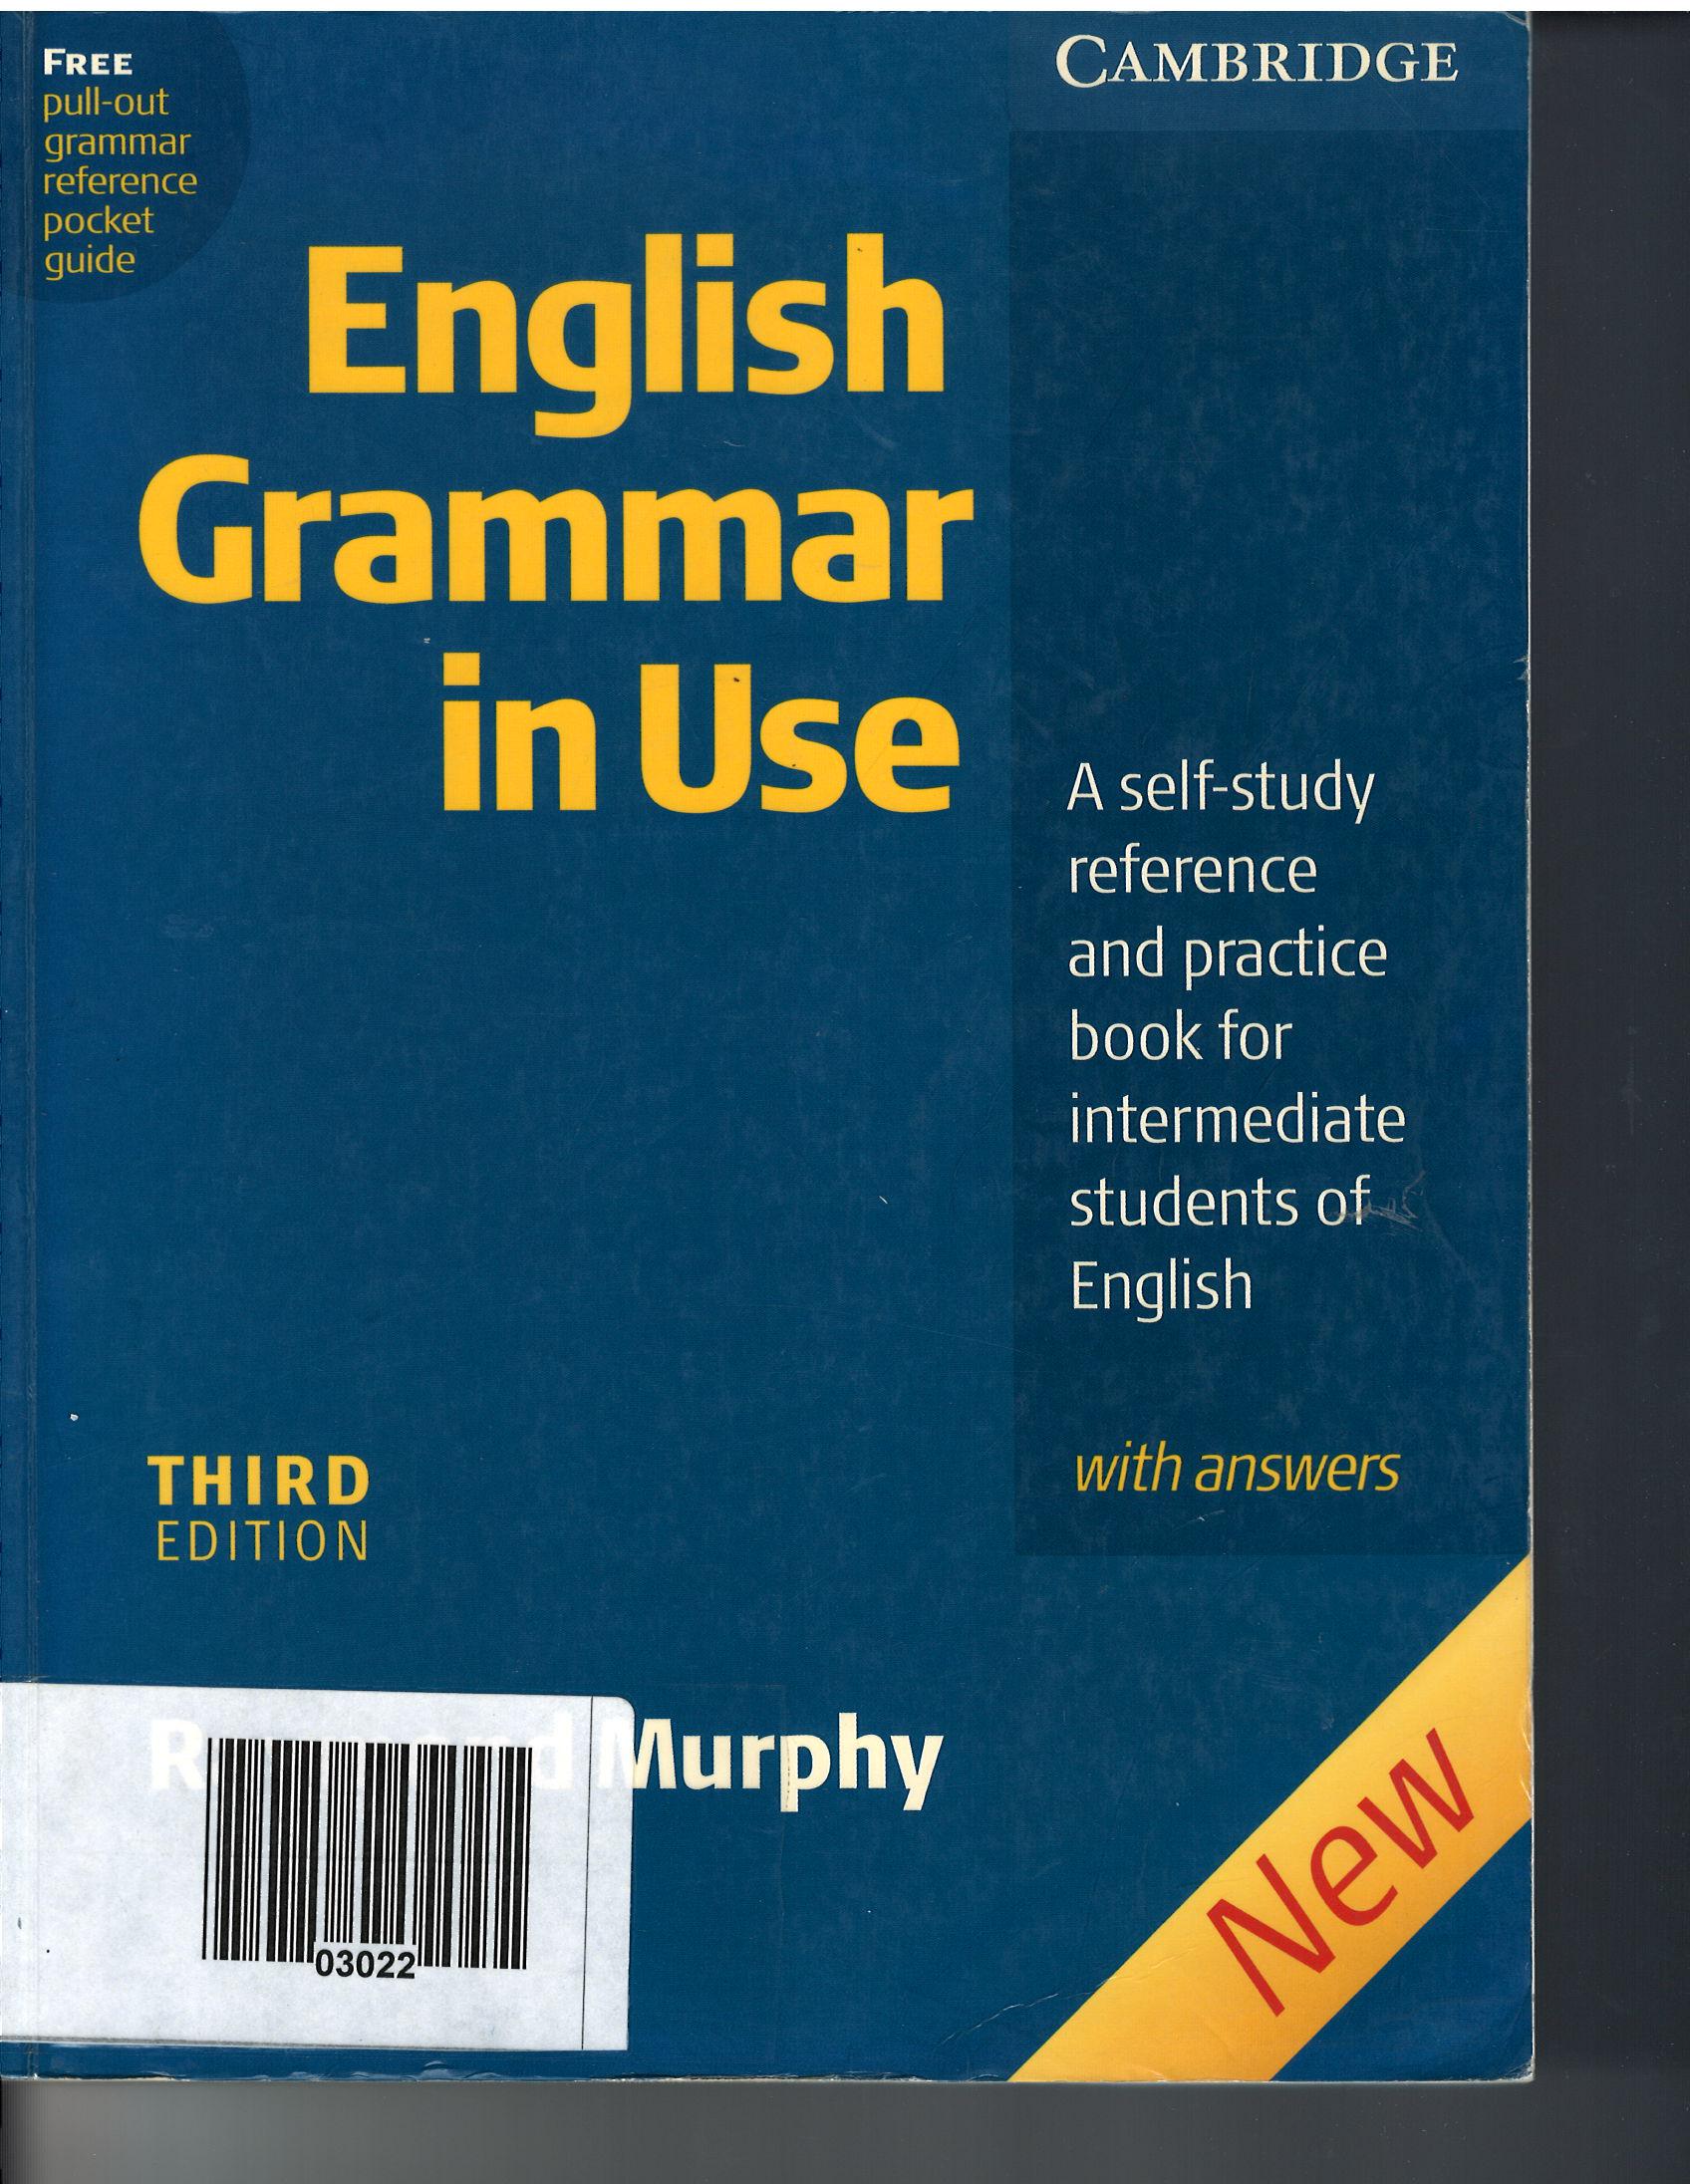 FREE
pull-out
grammar
reference
pocket
guide
CAMBRIDGE
English
Grammar
in Use
A self-study
reference
and practice
book for
intermediate
students of
English
with answers
THIRD
EDITION
Murphy
03022
New